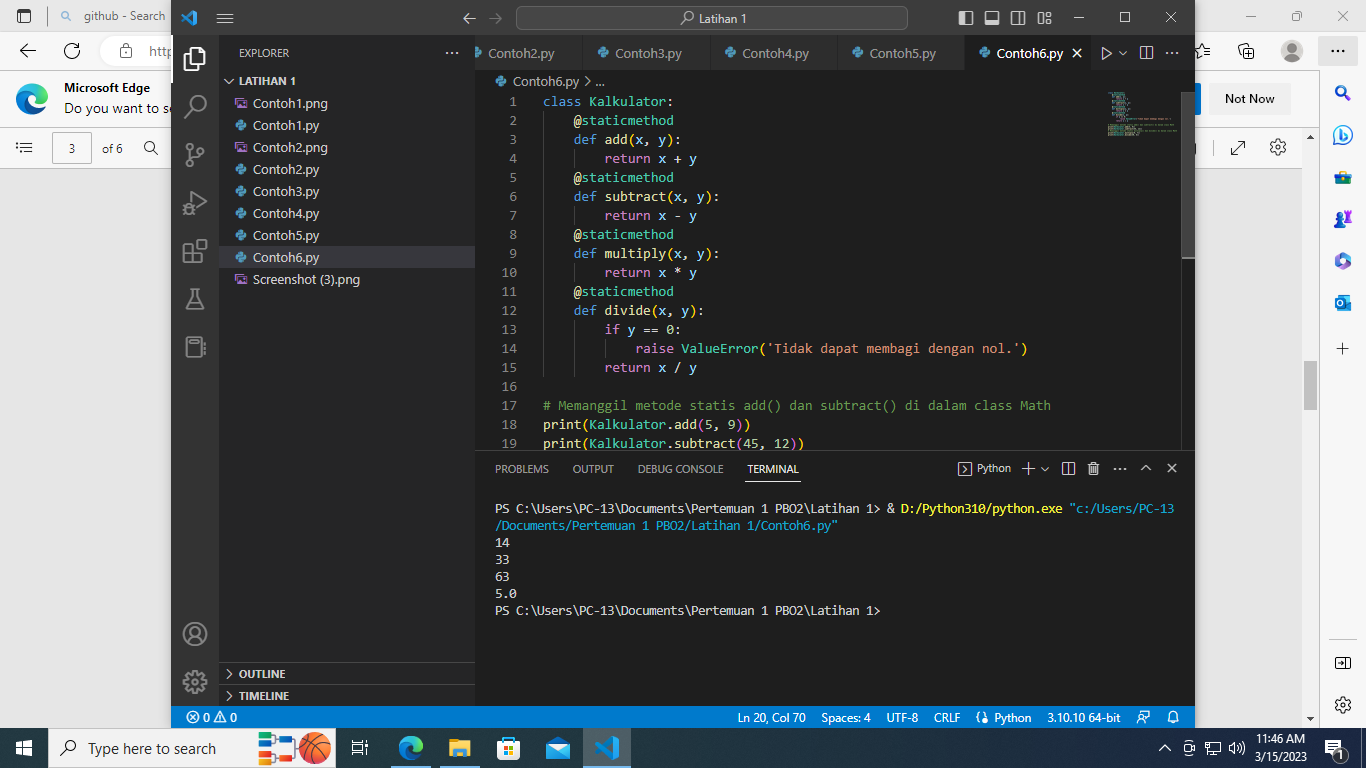 github - Search
Latihan 1
http
Microsoft Edge
Do you want to s
Not Now
3 of 6
EXPLORER
LATIHAN 1
Contoh1.png
Contoh1.py
Contoh2.png
Contoh2.py
Contoh3.py
Contoh4.py
Contoh5.py
Contoh6.py
Screenshot (3).png
OUTLINE
TIMELINE
Contoh2.py Contoh3.py Contoh4.py Contoh5.py Contoh6.py
Contoh6.py > ...
1 class Kalkulator:
2 @staticmethod
3 def add(x, y):
4 return x + y
5 @staticmethod
6 def subtract(x, y):
7 return x - y
8 @staticmethod
9 def multiply(x, y):
10 return x * y
11 @staticmethod
12 def divide(x, y):
13 if y == 0:
14 raise ValueError('Tidak dapat membagi dengan nol.')
15 return x / y
16
17 # Memanggil metode statis add() dan subtract() di dalam class Math
18 print(Kalkulator.add(5, 9))
19 print(Kalkulator.subtract(45, 12))
PROBLEMS OUTPUT DEBUG CONSOLE TERMINAL Python
PS C:\Users\PC-13\Documents\Pertemuan 1 PBO2\Latihan 1> & D:/Python310/python.exe "c:/Users/PC-13
/Documents/Pertemuan 1 PBO2/Latihan 1/Contoh6.py"
14
33
63
5.0
PS C:\Users\PC-13\Documents\Pertemuan 1 PBO2\Latihan 1>
0 0 Ln 20, Col 70 Spaces: 4 UTF-8 CRLF Python 3.10.10 64-bit
Type here to search
11:46 AM
3/15/2023
1